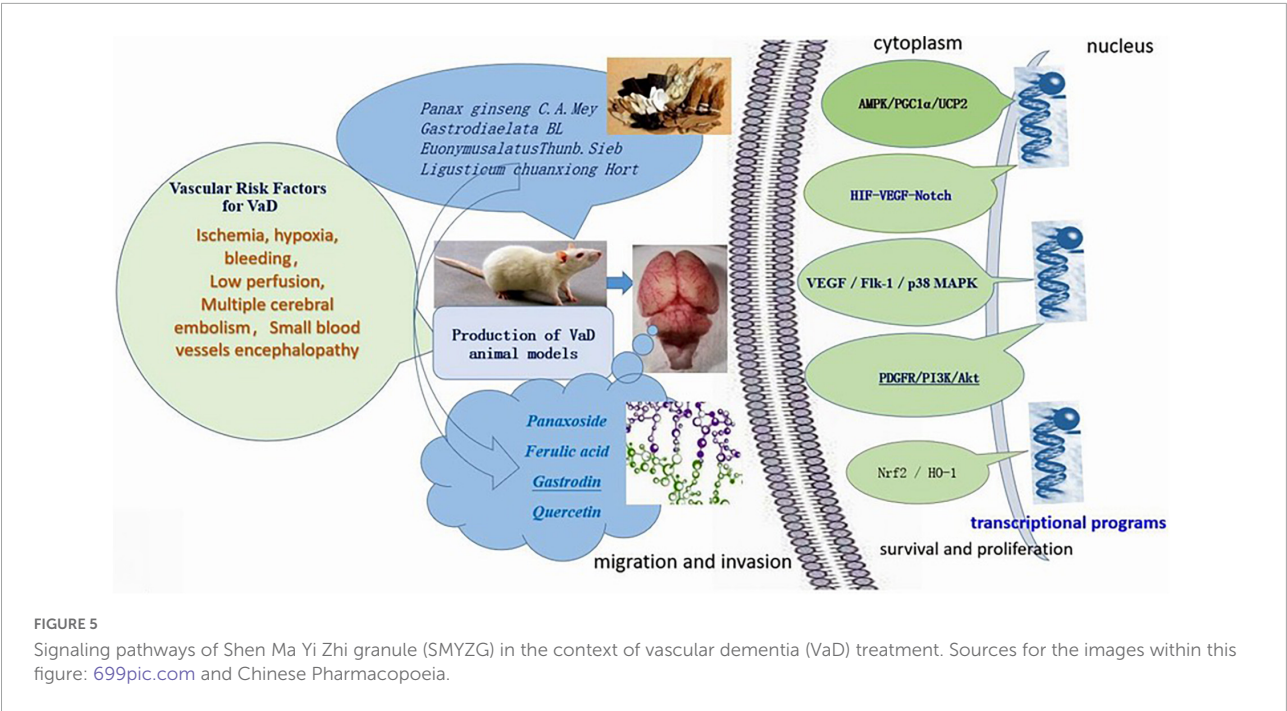 cytoplasm
nucleus
Panax ginseng C.A.Mey
Gastrodiaelata BL
EuonymusalatusThunb.Sieb
Ligusticum chuanxiong Hort
Vascular Risk Factors
for VaD
Ischemia, hypoxia,
bleeding,
Low perfusion,
Multiple cerebral
embolism, Small blood
vessels encephalopathy
Production of VaD
animal models
Panaxoside
Ferulic acid
Gastrodin
Quercetin
migration and invasion
AMPK/PGC1α/UCP2
HIF-VEGF-Notch
VEGF / Flk-1 / p38 MAPK
PDGFR/PI3K/Akt
Nrf2 / HO-1
transcriptional programs
survival and proliferation
FIGURE 5
Signaling pathways of Shen Ma Yi Zhi granule (SMYZG) in the context of vascular dementia (VaD) treatment. Sources for the images within this
figure: 699pic.com and Chinese Pharmacopoeia.